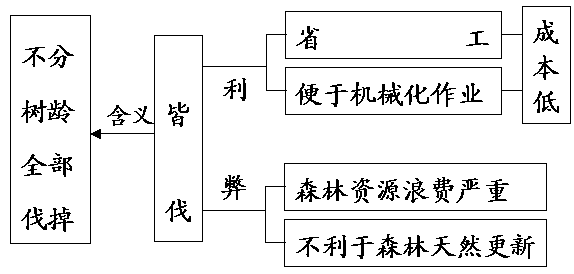 不分
树龄
全部
伐掉
含义
皆伐
利
省工
便于机械化作业
成本低
弊
森林资源浪费严重
不利于森林天然更新